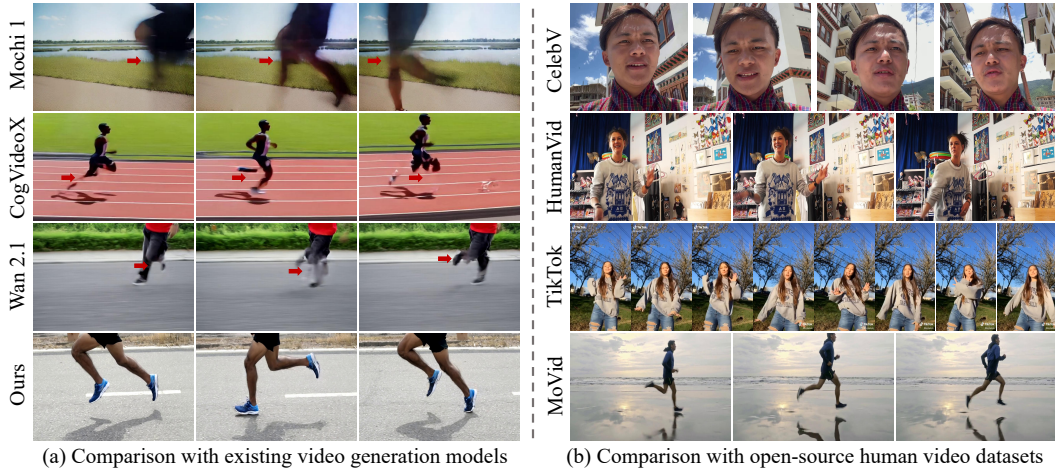 Mochi 1
CogVideoX
Wan 2.1
Ours
(a) Comparison with existing video generation models
CelebV
HumanVid
TikTok
MoVid
(b) Comparison with open-source human video datasets